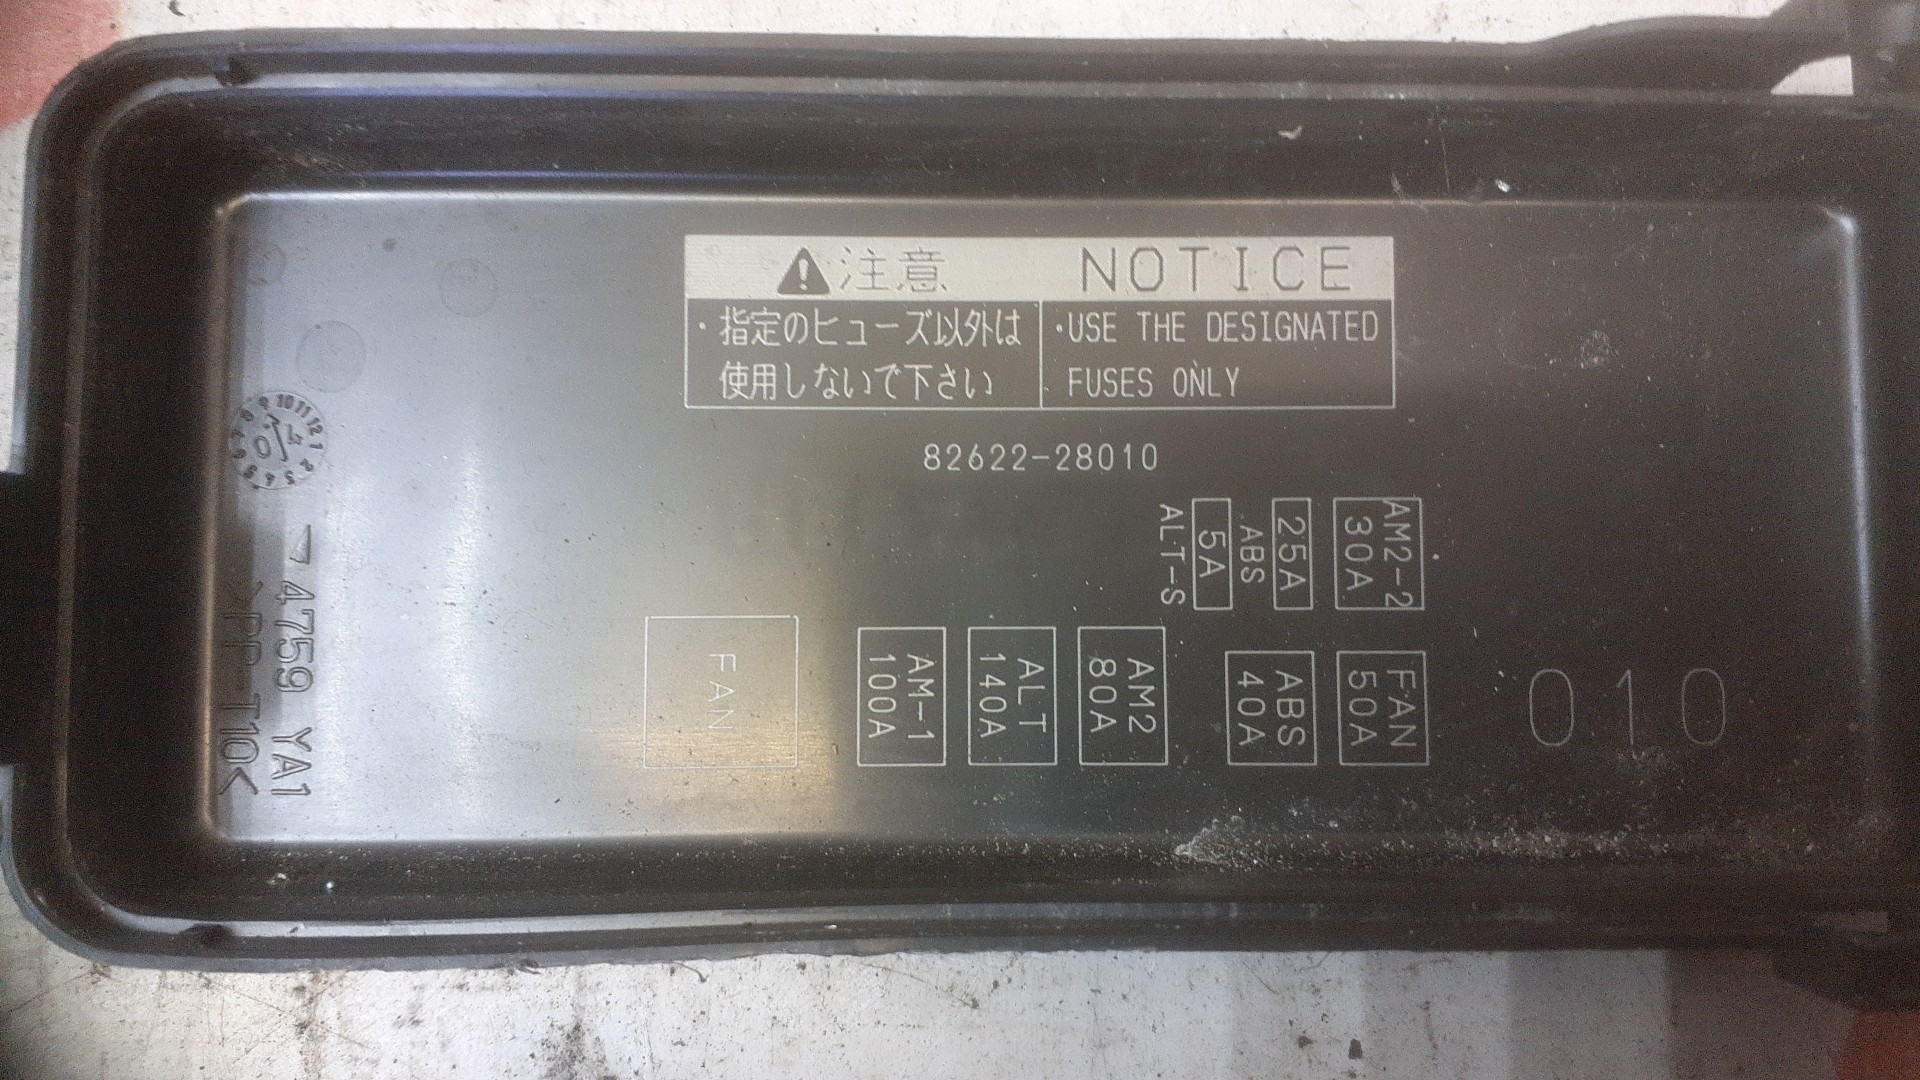 注意 NOTICE
・指定のヒューズ以外は
使用しないで下さい
・USE THE DESIGNATED
FUSES ONLY
82622-28010
ALT-S
5A
ABS
25A
AM2-2
30A
FAN
AM-1
100A
ALT
140A
AM2
80A
ABS
40A
FAN
50A
010
4759 YA1
>PP-T10<